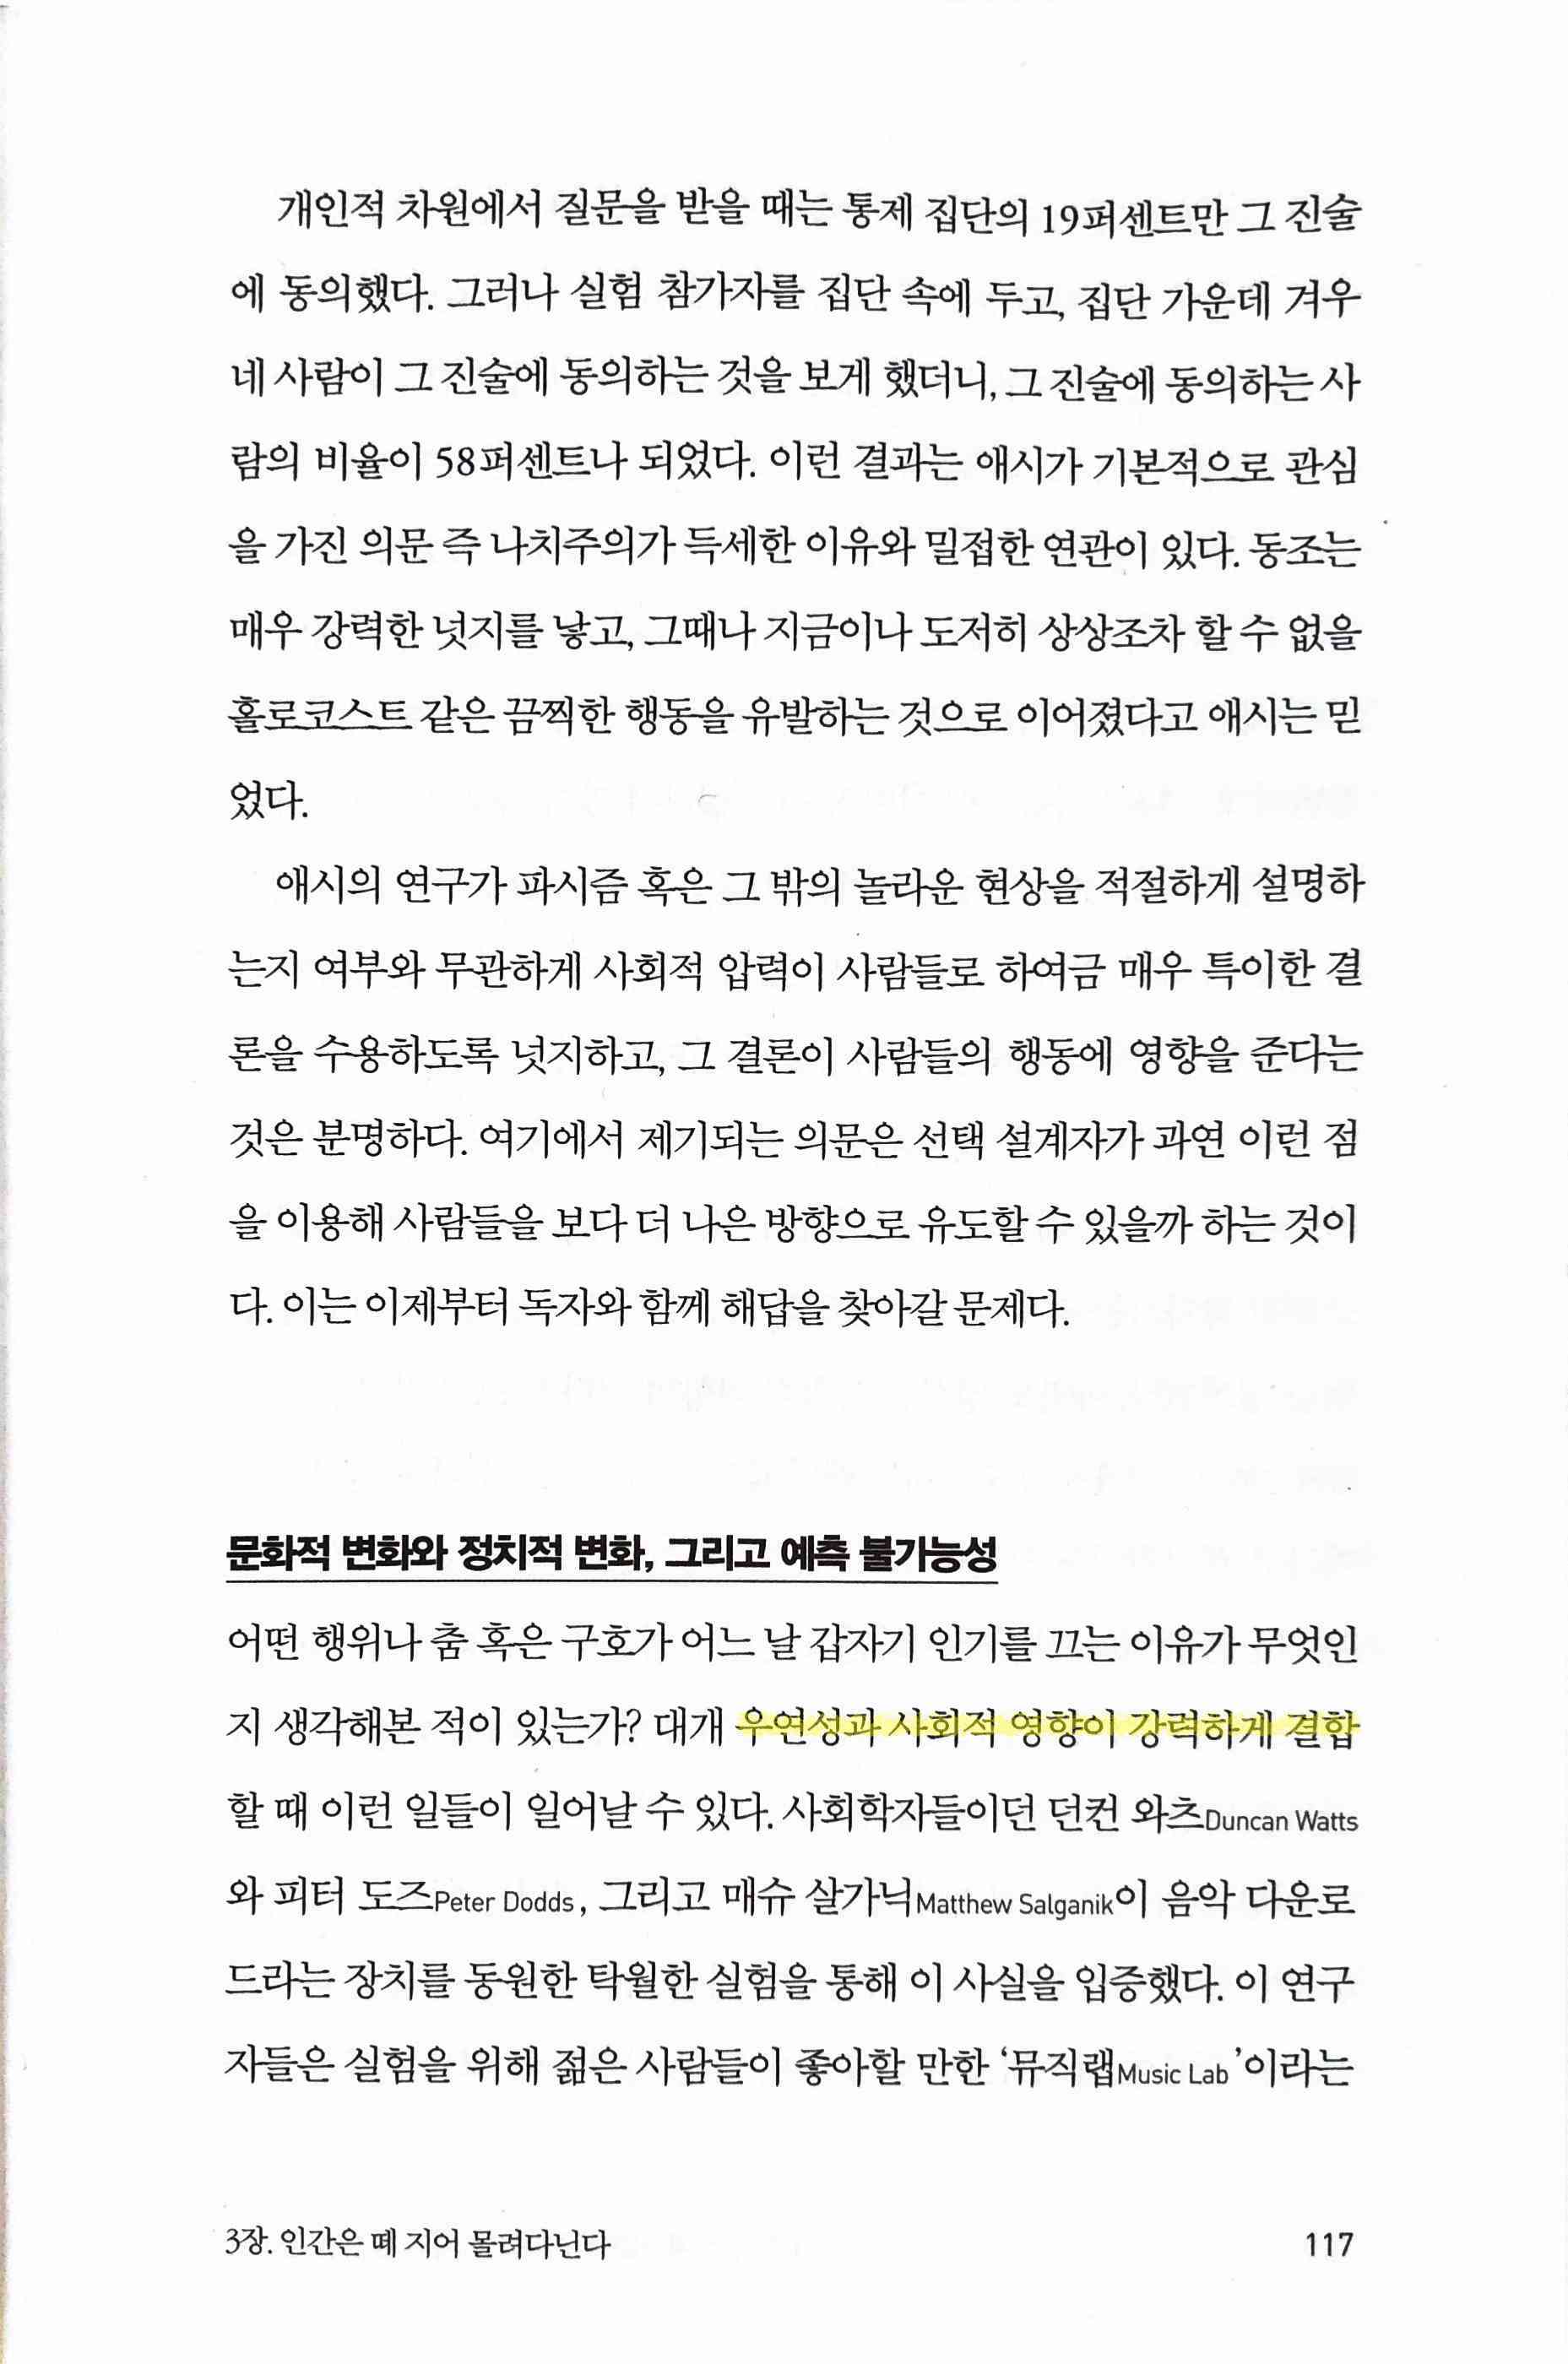 개인적 차원에서 질문을 받을 때는 통제 집단의 19퍼센트만 그 진술
에 동의했다. 그러나 실험 참가자를 집단 속에 두고, 집단 가운데 겨우
네 사람이 그 진술에 동의하는 것을 보게 했더니, 그 진술에 동의하는 사
람의 비율이 58퍼센트나 되었다. 이런 결과는 애시가 기본적으로 관심
을 가진 의문 즉 나치주의가 득세한 이유와 밀접한 연관이 있다. 동조는
매우 강력한 넛지를 낳고, 그때나 지금이나 도저히 상상조차 할 수 없을
홀로코스트 같은 끔찍한 행동을 유발하는 것으로 이어졌다고 애시는 믿
었다.
애시의 연구가 파시즘 혹은 그 밖의 놀라운 현상을 적절하게 설명하
는지 여부와 무관하게 사회적 압력이 사람들로 하여금 매우 특이한 결
론을 수용하도록 넛지하고, 그 결론이 사람들의 행동에 영향을 준다는
것은 분명하다. 여기에서 제기되는 의문은 선택 설계자가 과연 이런 점
을 이용해 사람들을 보다 더 나은 방향으로 유도할 수 있을까 하는 것이
다. 이는 이제부터 독자와 함께 해답을 찾아갈 문제다.
문화적 변화와 정치적 변화, 그리고 예측 불가능성
어떤 행위나 춤 혹은 구호가 어느 날 갑자기 인기를 끄는 이유가 무엇인
지 생각해본 적이 있는가? 대개 우연성과 사회적 영향이 강력하게 결합
할 때 이런 일들이 일어날 수 있다. 사회학자들이던 던컨 와츠Duncan Watts
와 피터 도즈Peter Dodds, 그리고 매슈 살가닉Matthew Salganik이 음악 다운로
드라는 장치를 동원한 탁월한 실험을 통해 이 사실을 입증했다. 이 연구
자들은 실험을 위해 젊은 사람들이 좋아할 만한 ‘뮤직랩Music Lab’이라는
3장. 인간은 떼 지어 몰려다닌다
117